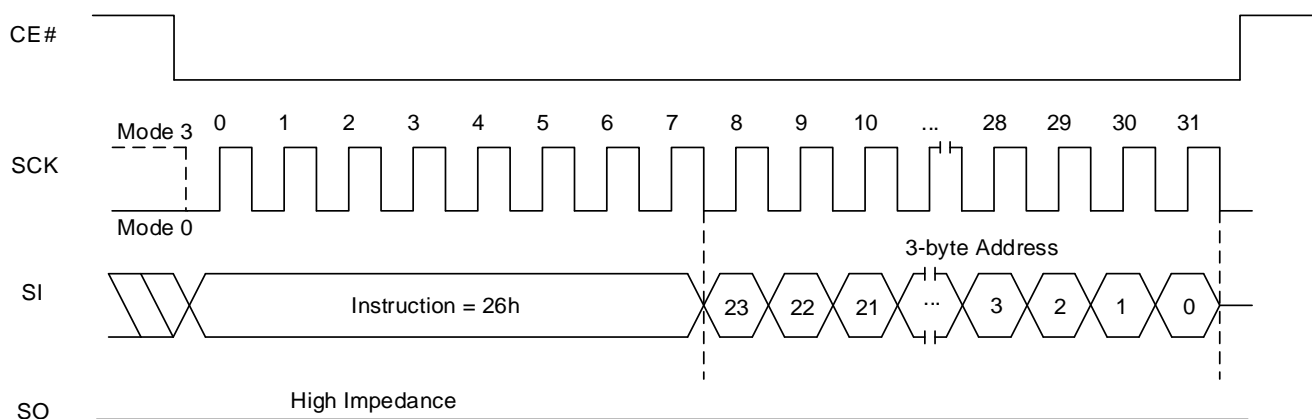 CE#
Mode 3 0 1 2 3 4 5 6 7 8 9 10 ... 28 29 30 31
SCK
Mode 0
3-byte Address
SI Instruction = 26h 23 22 21 ... 3 2 1 0
High Impedance
SO